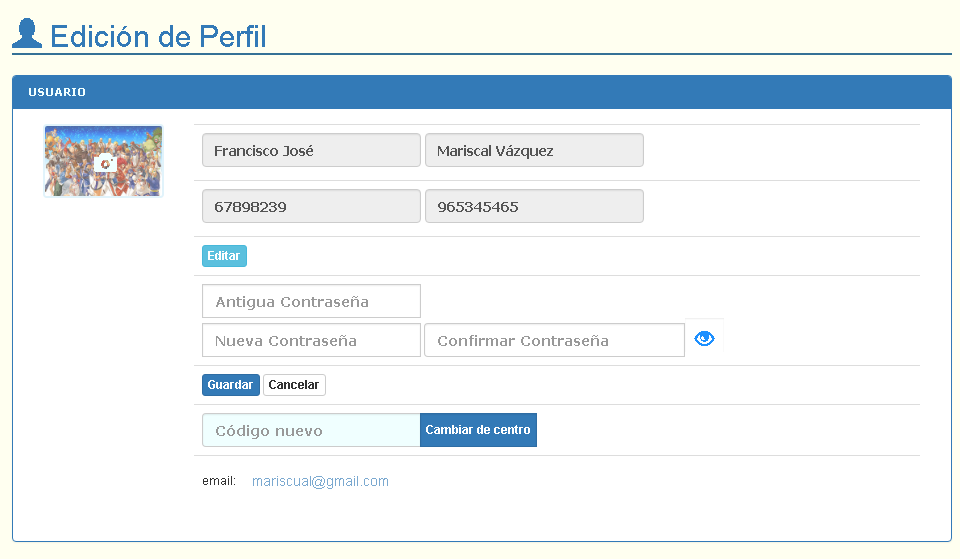 Edición de Perfil
USUARIO
Francisco José Mariscal Vázquez
67898239 965345465
Editar
Antigua Contraseña
Nueva Contraseña Confirmar Contraseña
Guardar Cancelar
Código nuevo Cambiar de centro
email: mariscual@gmail.com